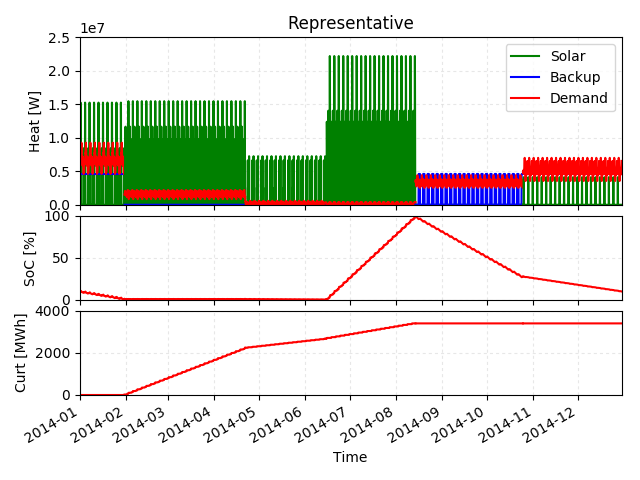 Representative
1e7
2.5
2.0
1.5
1.0
0.5
0.0
Heat [W]
Solar
Backup
Demand
100
50
0
SoC [%]
4000
2000
0
Curt [MWh]
2014-01
2014-02
2014-03
2014-04
2014-05
2014-06
2014-07
2014-08
2014-09
2014-10
2014-11
2014-12
Time